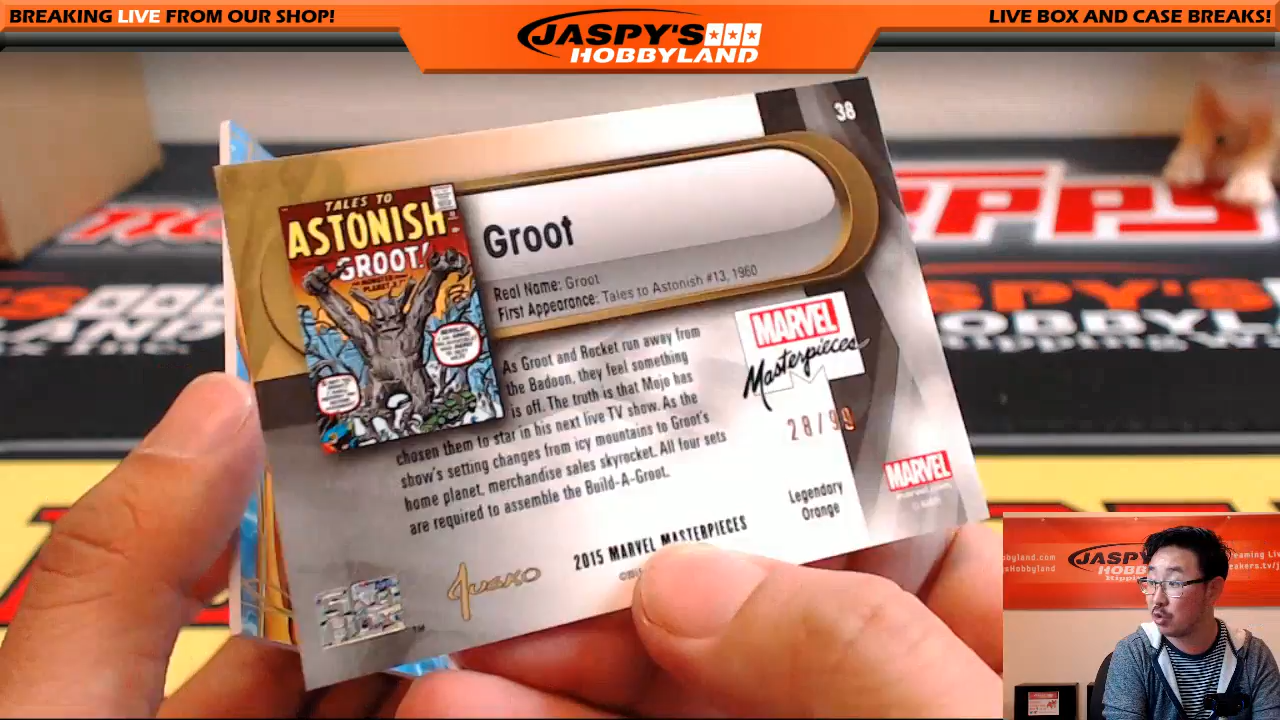 BREAKING LIVE FROM OUR SHOP!
JASPY'S
HOBBYLAND
LIVE BOX AND CASE BREAKS!
38
TALES TO
ASTONISH
GROOT!
Groot
Real Name: Groot
First Appearance: Tales to Astonish #13, 1960
MARVEL
Masterpieces
As Groot and Rocket run away from
the Badoon, they feel something
is off. The truth is that Mojo has
chosen them to star in his next live TV show. As the
show's setting changes from icy mountains to Groot's
home planet, merchandise sales skyrocket. All four sets
are required to assemble the Build-A-Groot.
28/99
MARVEL
Legendary
Orange
2015 MARVEL MASTERPIECES
Jusko
JASPY'S